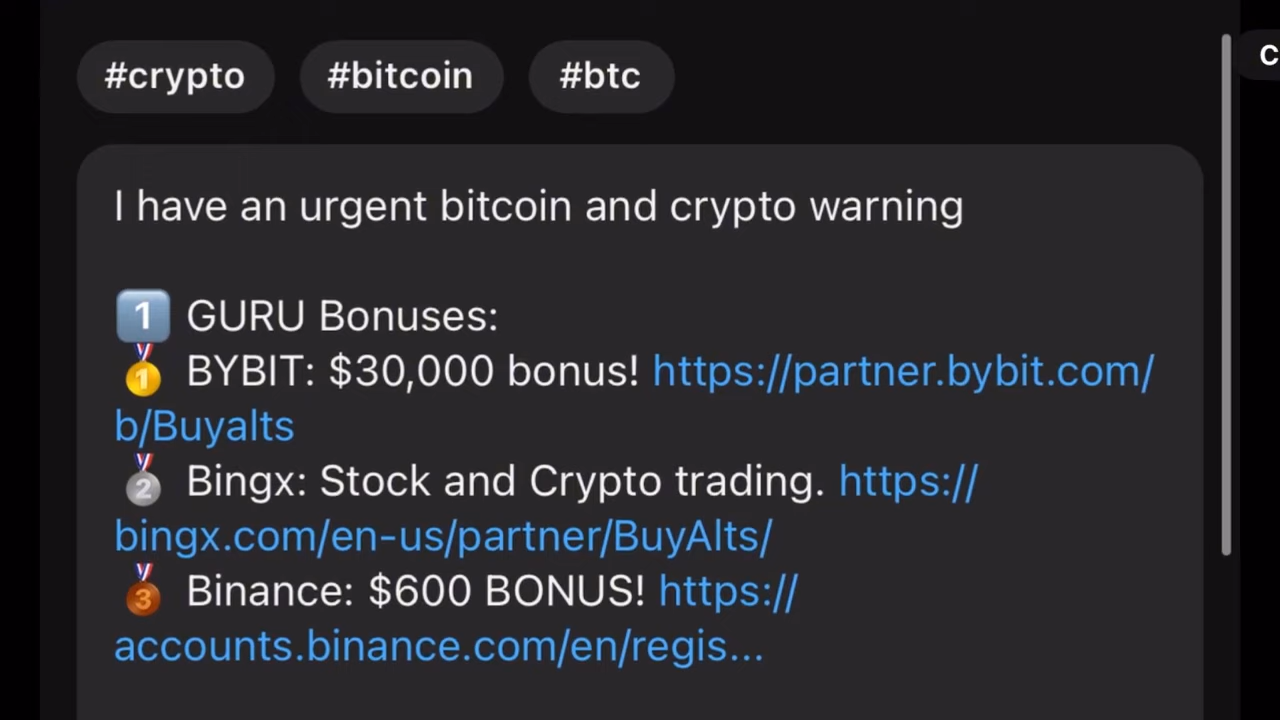 #crypto #bitcoin #btc
C
I have an urgent bitcoin and crypto warning
1️⃣ GURU Bonuses:
🥇 BYBIT: $30,000 bonus! https://partner.bybit.com/
b/Buyalts
🥈 Bingx: Stock and Crypto trading. https://
bingx.com/en-us/partner/BuyAlts/
🥉 Binance: $600 BONUS! https://
accounts.binance.com/en/regis...